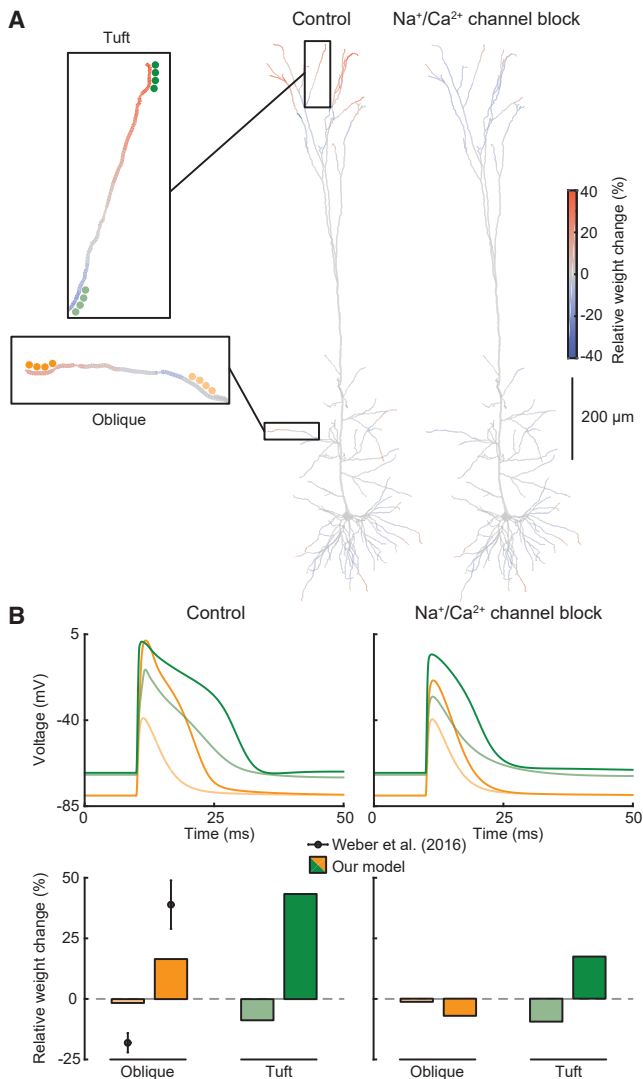 A
Tuft
Control
Na⁺/Ca²⁺ channel block
40
20
0
-20
-40
Relative weight change (%)
200 µm
Oblique
B
Control
Na⁺/Ca²⁺ channel block
5
-40
-85
Voltage (mV)
0
25
50
Time (ms)
0
25
50
Time (ms)
Weber et al. (2016)
Our model
50
25
0
-25
Relative weight change (%)
Oblique
Tuft
Oblique
Tuft